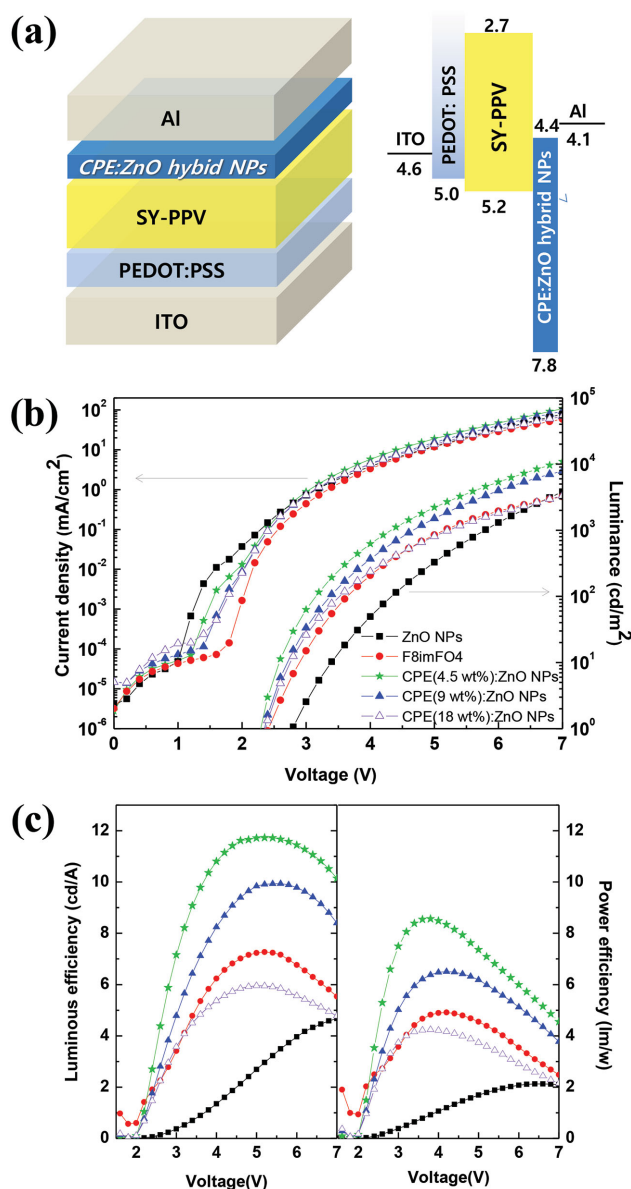 (a)
Al
CPE:ZnO hybid NPs
SY-PPV
PEDOT:PSS
ITO
2.7
PEDOT: PSS
SY-PPV
ITO
4.6
5.0
5.2
4.4
Al
4.1
CPE:ZnO hybrid NPs
7.8
(b)
Current density (mA/cm2)
10^2
10^1
10^0
10^-1
10^-2
10^-3
10^-4
10^-5
10^-6
10^5
10^4
10^3
10^2
10^1
10^0
Luminance (cd/m2)
ZnO NPs
F8imFO4
CPE(4.5 wt%):ZnO NPs
CPE(9 wt%):ZnO NPs
CPE(18 wt%):ZnO NPs
0 1 2 3 4 5 6 7
Voltage (V)
(c)
Luminous efficiency (cd/A)
12
10
8
6
4
2
0
2 3 4 5 6 7
Voltage(V)
2 3 4 5 6 7
Voltage(V)
12
10
8
6
4
2
0
Power efficiency (lm/w)